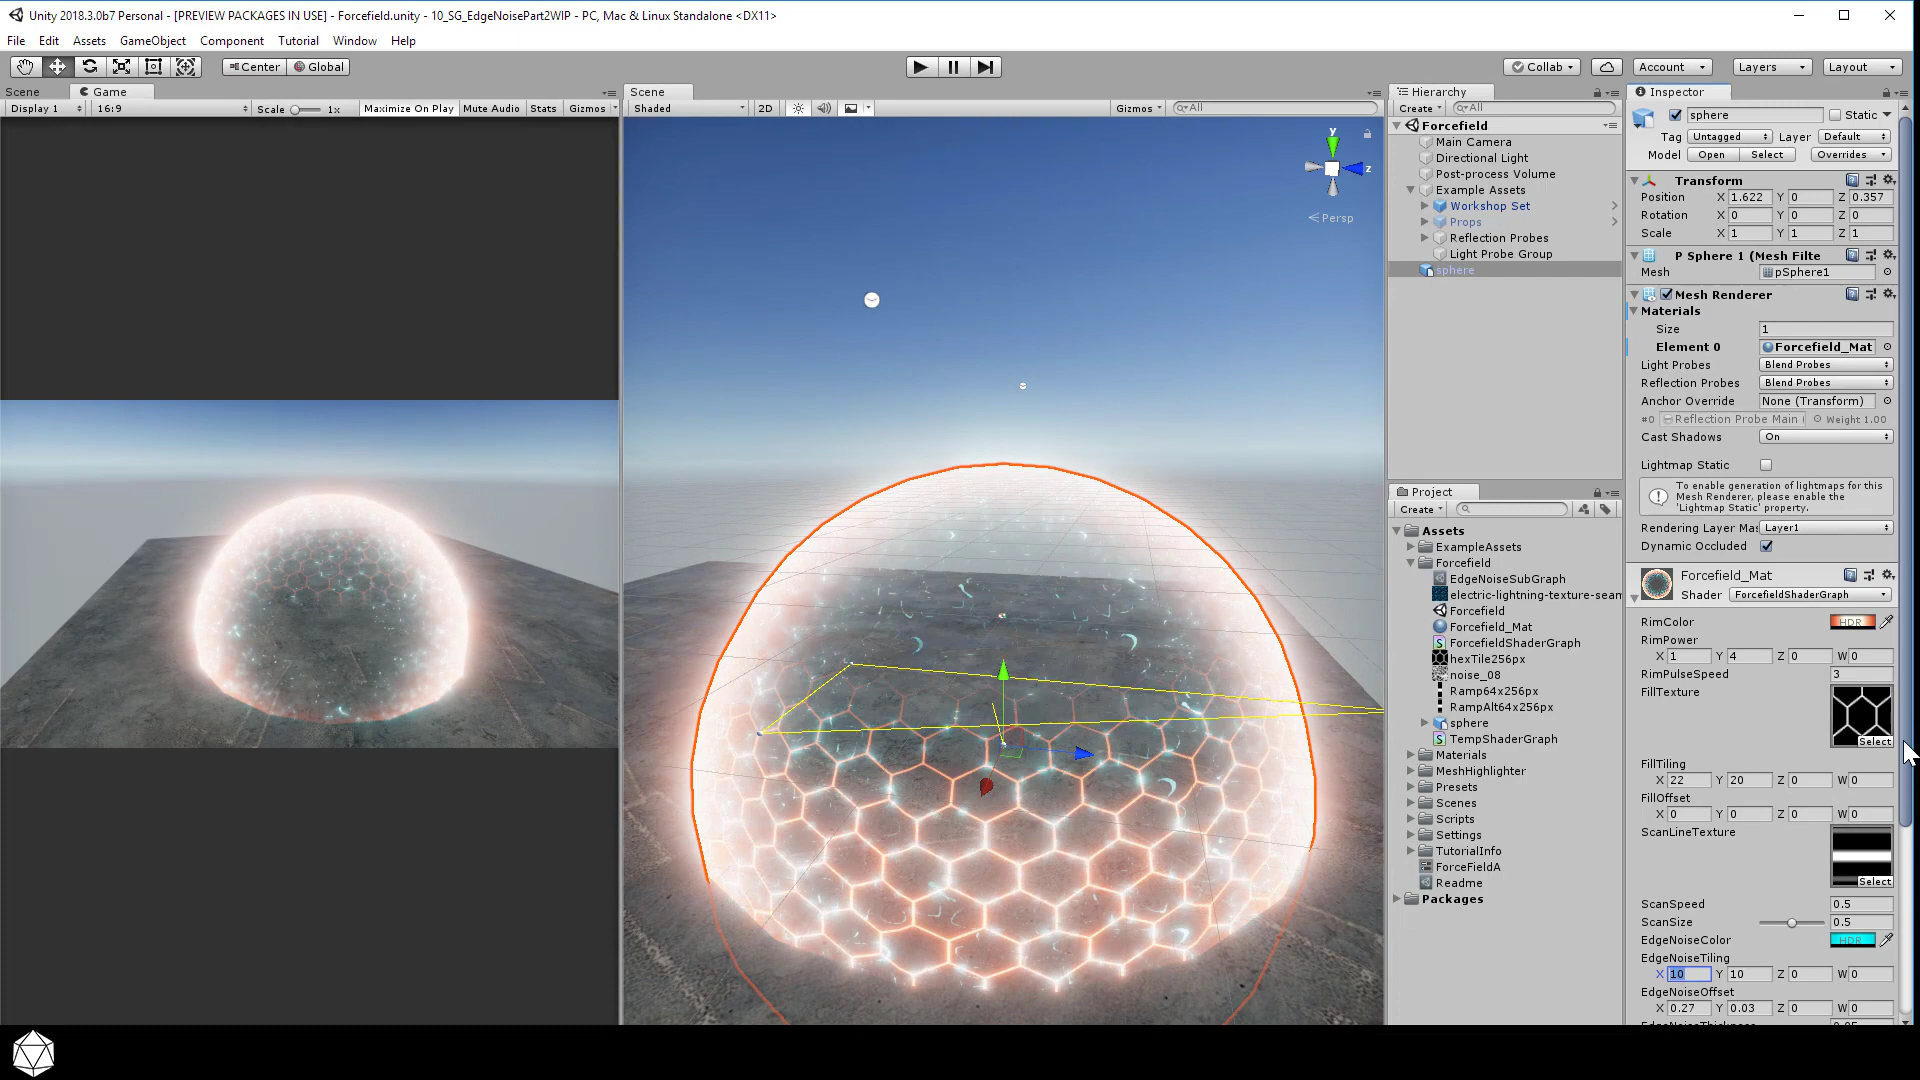 Unity 2018.3.0b7 Personal - [PREVIEW PACKAGES IN USE] - Forcefield.unity - 10_SG_EdgeNoisePart2WIP - PC, Mac & Linux Standalone <DX11>
File Edit Assets GameObject Component Tutorial Window Help
Center Global Collab Account Layers Layout
Scene Game
Display 1 16:9 Scale 1x Maximize On Play Mute Audio Stats Gizmos
Scene
Shaded 2D Gizmos All
y
z
Persp
Hierarchy
Create All
Forcefield
Main Camera
Directional Light
Post-process Volume
Example Assets
Workshop Set
Props
Reflection Probes
Light Probe Group
sphere
Project
Create
Assets
ExampleAssets
Forcefield
EdgeNoiseSubGraph
electric-lightning-texture-seam
Forcefield
Forcefield_Mat
ForcefieldShaderGraph
hexTile256px
noise_08
Ramp64x256px
RampAlt64x256px
sphere
TempShaderGraph
Materials
MeshHighlighter
Presets
Scenes
Scripts
Settings
TutorialInfo
ForceFieldA
Readme
Packages
Inspector
sphere Static
Tag Untagged Layer Default
Model Open Select Overrides
Transform
Position X 1.622 Y 0 Z 0.357
Rotation X 0 Y 0 Z 0
Scale X 1 Y 1 Z 1
P Sphere 1 (Mesh Filte
Mesh pSphere1
Mesh Renderer
Materials
Size 1
Element 0 Forcefield_Mat
Light Probes Blend Probes
Reflection Probes Blend Probes
Anchor Override None (Transform)
#0 Reflection Probe Main ( Weight 1.00
Cast Shadows On
Lightmap Static
To enable generation of lightmaps for this
Mesh Renderer, please enable the
'Lightmap Static' property.
Rendering Layer Mas Layer1
Dynamic Occluded
Forcefield_Mat
Shader ForcefieldShaderGraph
RimColor HDR
RimPower
X 1 Y 4 Z 0 W 0
RimPulseSpeed 3
FillTexture
Select
FillTiling
X 22 Y 20 Z 0 W 0
FillOffset
X 0 Y 0 Z 0 W 0
ScanLineTexture
Select
ScanSpeed 0.5
ScanSize 0.5
EdgeNoiseColor HDR
EdgeNoiseTiling
X 10 Y 10 Z 0 W 0
EdgeNoiseOffset
X 0.27 Y 0.03 Z 0 W 0